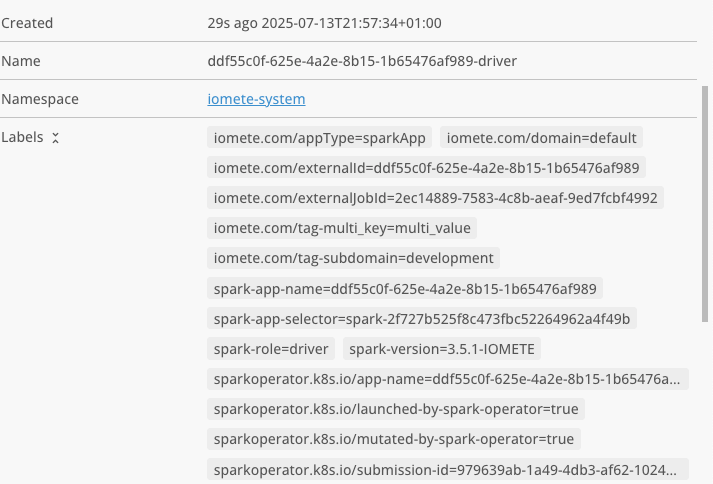 Created 29s ago 2025-07-13T21:57:34+01:00
Name ddf55c0f-625e-4a2e-8b15-1b65476af989-driver
Namespace iomete-system
Labels iomete.com/appType=sparkApp iomete.com/domain=default
iomete.com/externalId=ddf55c0f-625e-4a2e-8b15-1b65476af989
iomete.com/externalJobId=2ec14889-7583-4c8b-aeaf-9ed7fcbf4992
iomete.com/tag-multi_key=multi_value
iomete.com/tag-subdomain=development
spark-app-name=ddf55c0f-625e-4a2e-8b15-1b65476af989
spark-app-selector=spark-2f727b525f8c473fbc52264962a4f49b
spark-role=driver spark-version=3.5.1-IOMETE
sparkoperator.k8s.io/app-name=ddf55c0f-625e-4a2e-8b15-1b65476a...
sparkoperator.k8s.io/launched-by-spark-operator=true
sparkoperator.k8s.io/mutated-by-spark-operator=true
sparkoperator.k8s.io/submission-id=979639ab-1a49-4db3-af62-1024...